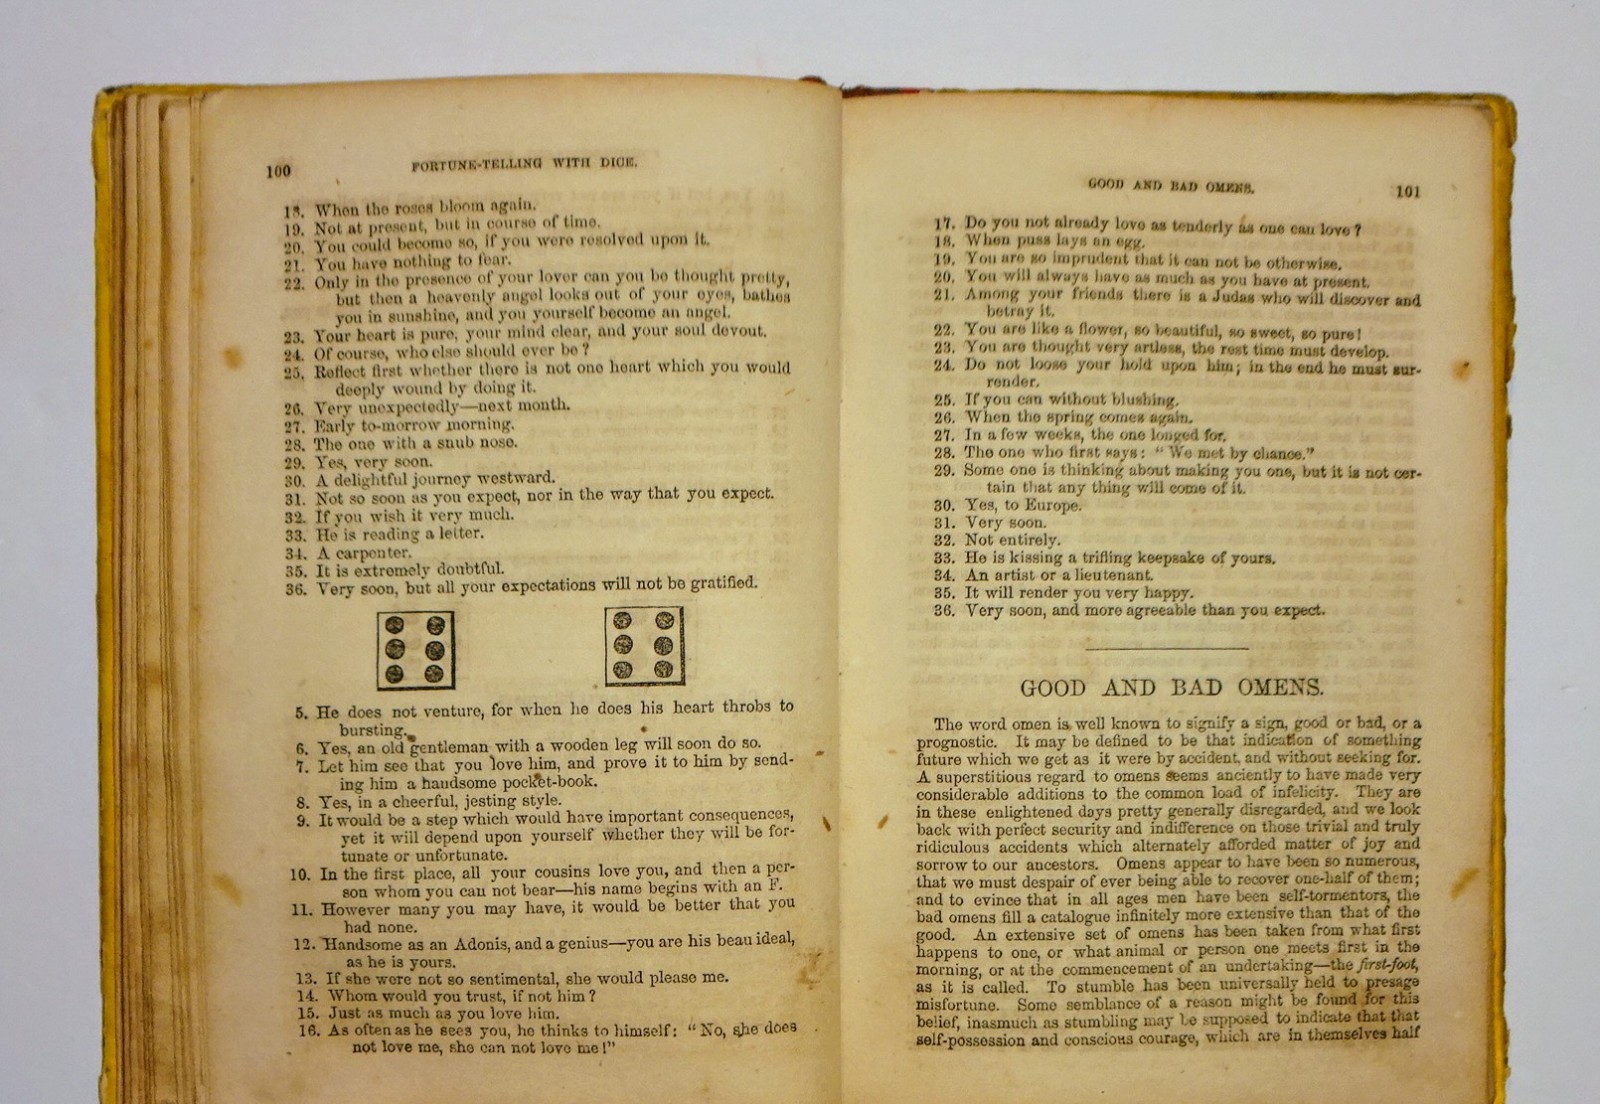 100
FORTUNE-TELLING WITH DICE.
18. When the roses bloom again.
19. Not at present, but in course of time.
20. You could become so, if you were resolved upon it.
21. You have nothing to fear.
22. Only in the presence of your lover can you be thought pretty,
but then a heavenly angel looks out of your eyes, bathes
you in sunshine, and you yourself become an angel.
23. Your heart is pure, your mind clear, and your soul devout.
24. Of course, who else should ever be?
25. Reflect first whether there is not one heart which you would
deeply wound by doing it.
26. Very unexpectedly—next month.
27. Early to-morrow morning.
28. The one with a snub nose.
29. Yes, very soon.
30. A delightful journey westward.
31. Not so soon as you expect, nor in the way that you expect.
32. If you wish it very much.
33. He is reading a letter.
34. A carpenter.
35. It is extremely doubtful.
36. Very soon, but all your expectations will not be gratified.
5. He does not venture, for when he does his heart throbs to
bursting.
6. Yes, an old gentleman with a wooden leg will soon do so.
7. Let him see that you love him, and prove it to him by send-
ing him a handsome pocket-book.
8. Yes, in a cheerful, jesting style.
9. It would be a step which would have important consequences,
yet it will depend upon yourself whether they will be for-
tunate or unfortunate.
10. In the first place, all your cousins love you, and then a per-
son whom you can not bear—his name begins with an F.
11. However many you may have, it would be better that you
had none.
12. Handsome as an Adonis, and a genius—you are his beau ideal,
as he is yours.
13. If she were not so sentimental, she would please me.
14. Whom would you trust, if not him?
15. Just as much as you love him.
16. As often as he sees you, he thinks to himself: "No, she does
not love me, she can not love me!"
GOOD AND BAD OMENS.
101
17. Do you not already love as tenderly as one can love?
18. When puss lays an egg.
19. You are so imprudent that it can not be otherwise.
20. You will always have as much as you have at present.
21. Among your friends there is a Judas who will discover and
betray it.
22. You are like a flower, so beautiful, so sweet, so pure!
23. You are thought very artless, the rest time must develop.
24. Do not loose your hold upon him; in the end he must sur-
render.
25. If you can without blushing.
26. When the spring comes again.
27. In a few weeks, the one longed for.
28. The one who first says: "We met by chance."
29. Some one is thinking about making you one, but it is not cer-
tain that any thing will come of it.
30. Yes, to Europe.
31. Very soon.
32. Not entirely.
33. He is kissing a trifling keepsake of yours.
34. An artist or a lieutenant.
35. It will render you very happy.
36. Very soon, and more agreeable than you expect.
GOOD AND BAD OMENS.
The word omen is well known to signify a sign, good or bad, or a
prognostic. It may be defined to be that indication of something
future which we get as it were by accident, and without seeking for.
A superstitious regard to omens seems anciently to have made very
considerable additions to the common load of infelicity. They are
in these enlightened days pretty generally disregarded, and we look
back with perfect security and indifference on those trivial and truly
ridiculous accidents which alternately afforded matter of joy and
sorrow to our ancestors. Omens appear to have been so numerous,
that we must despair of ever being able to recover one-half of them;
and to evince that in all ages men have been self-tormentors, the
bad omens fill a catalogue infinitely more extensive than that of the
good. An extensive set of omens has been taken from what first
happens to one, or what animal or person one meets first in the
morning, or at the commencement of an undertaking—the first-foot,
as it is called. To stumble has been universally held to presage
misfortune. Some semblance of a reason might be found for this
belief, inasmuch as stumbling may be supposed to indicate that that
self-possession and conscious courage, which are in themselves half